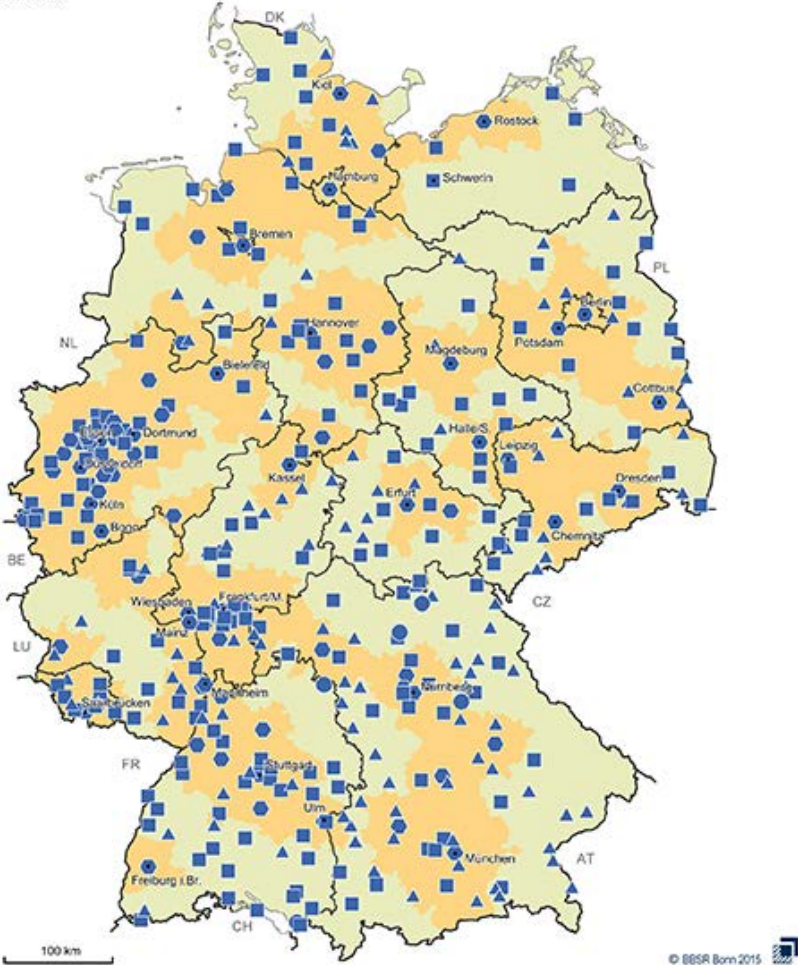 DK
Kiel
Rostock
Hamburg
Schwerin
Bremen
PL
Berlin
NL
Hannover
Potsdam
Magdeburg
Bielefeld
Cottbus
Essen
Dortmund
Halle/S.
Leipzig
Düsseldorf
Kassel
Dresden
Erfurt
Köln
Chemnitz
Bonn
BE
Wiesbaden
Frankfurt/M.
CZ
Mainz
LU
Mannheim
Nürnberg
Saarbrücken
FR
Stuttgart
Ulm
München
AT
Freiburg i.Br.
CH
100 km
© BBSR Bonn 2015